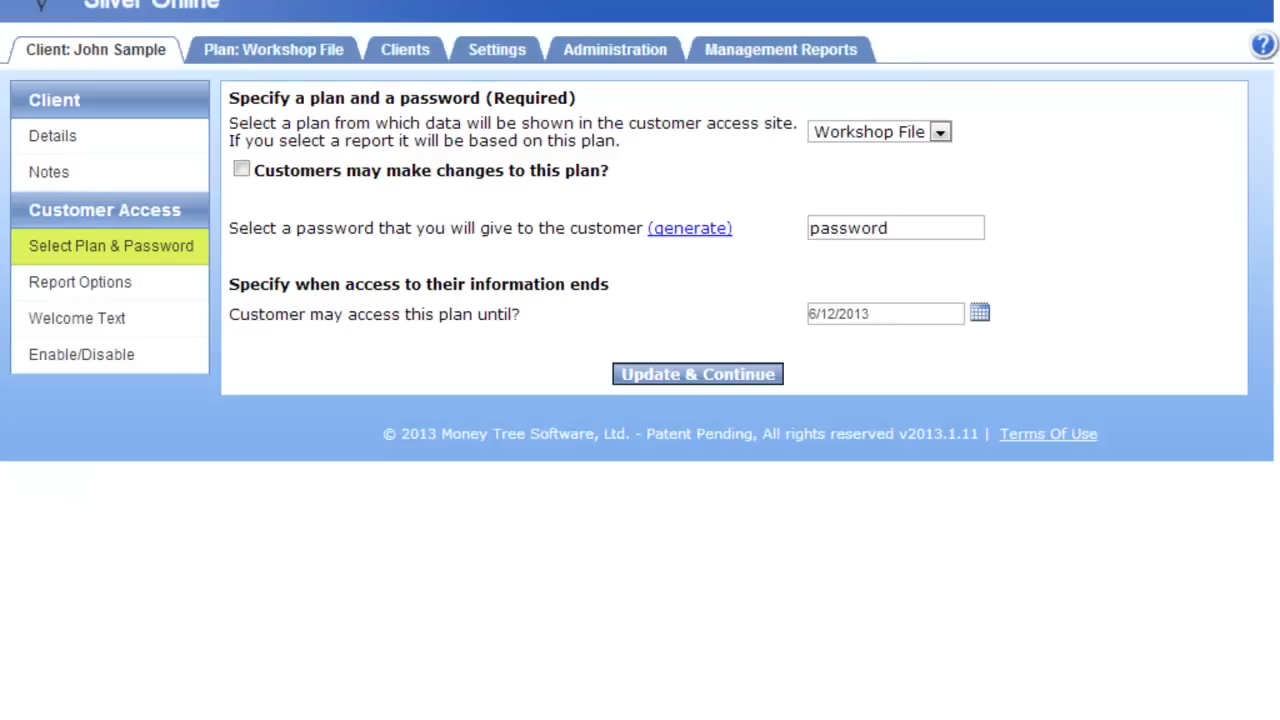 Silver Online
Client: John Sample
Plan: Workshop File
Clients
Settings
Administration
Management Reports
?
Client
Details
Notes
Customer Access
Select Plan & Password
Report Options
Welcome Text
Enable/Disable
Specify a plan and a password (Required)
Select a plan from which data will be shown in the customer access site.
If you select a report it will be based on this plan.
Workshop File
Customers may make changes to this plan?
Select a password that you will give to the customer (generate)
password
Specify when access to their information ends
Customer may access this plan until?
6/12/2013
Update & Continue
© 2013 Money Tree Software, Ltd. - Patent Pending, All rights reserved v2013.1.11 | Terms Of Use